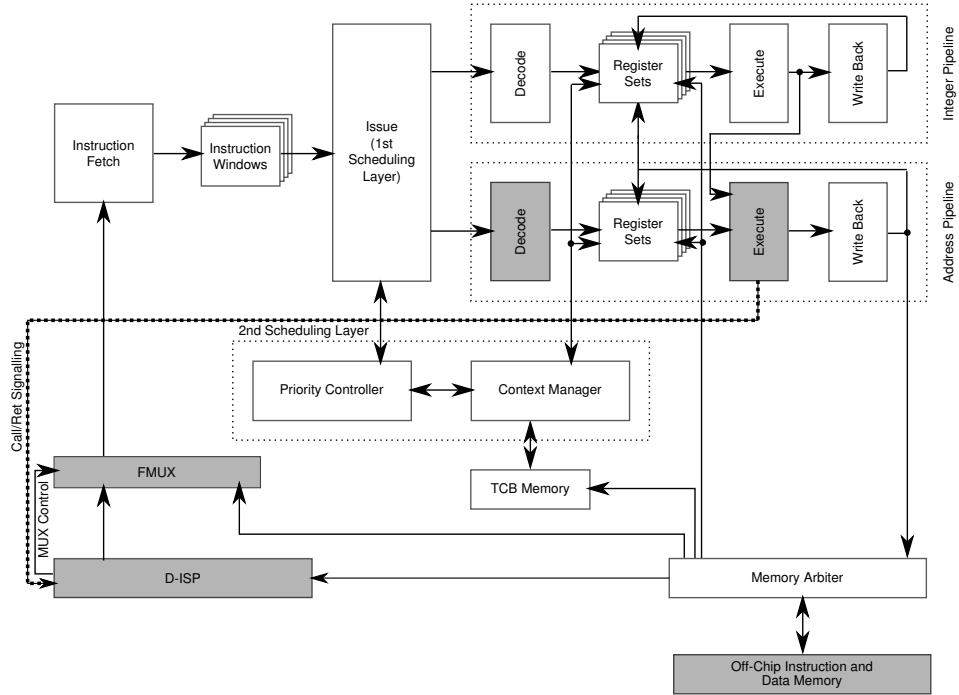 Decode
Register
Sets
Execute
Write Back
Integer Pipeline
Instruction
Fetch
Instruction
Windows
Issue
(1st
Scheduling
Layer)
Decode
Register
Sets
Execute
Write Back
Address Pipeline
2nd Scheduling Layer
Priority Controller
Context Manager
Call/Ret Signalling
FMUX
TCB Memory
MUX Control
D-ISP
Memory Arbiter
Off-Chip Instruction and
Data Memory